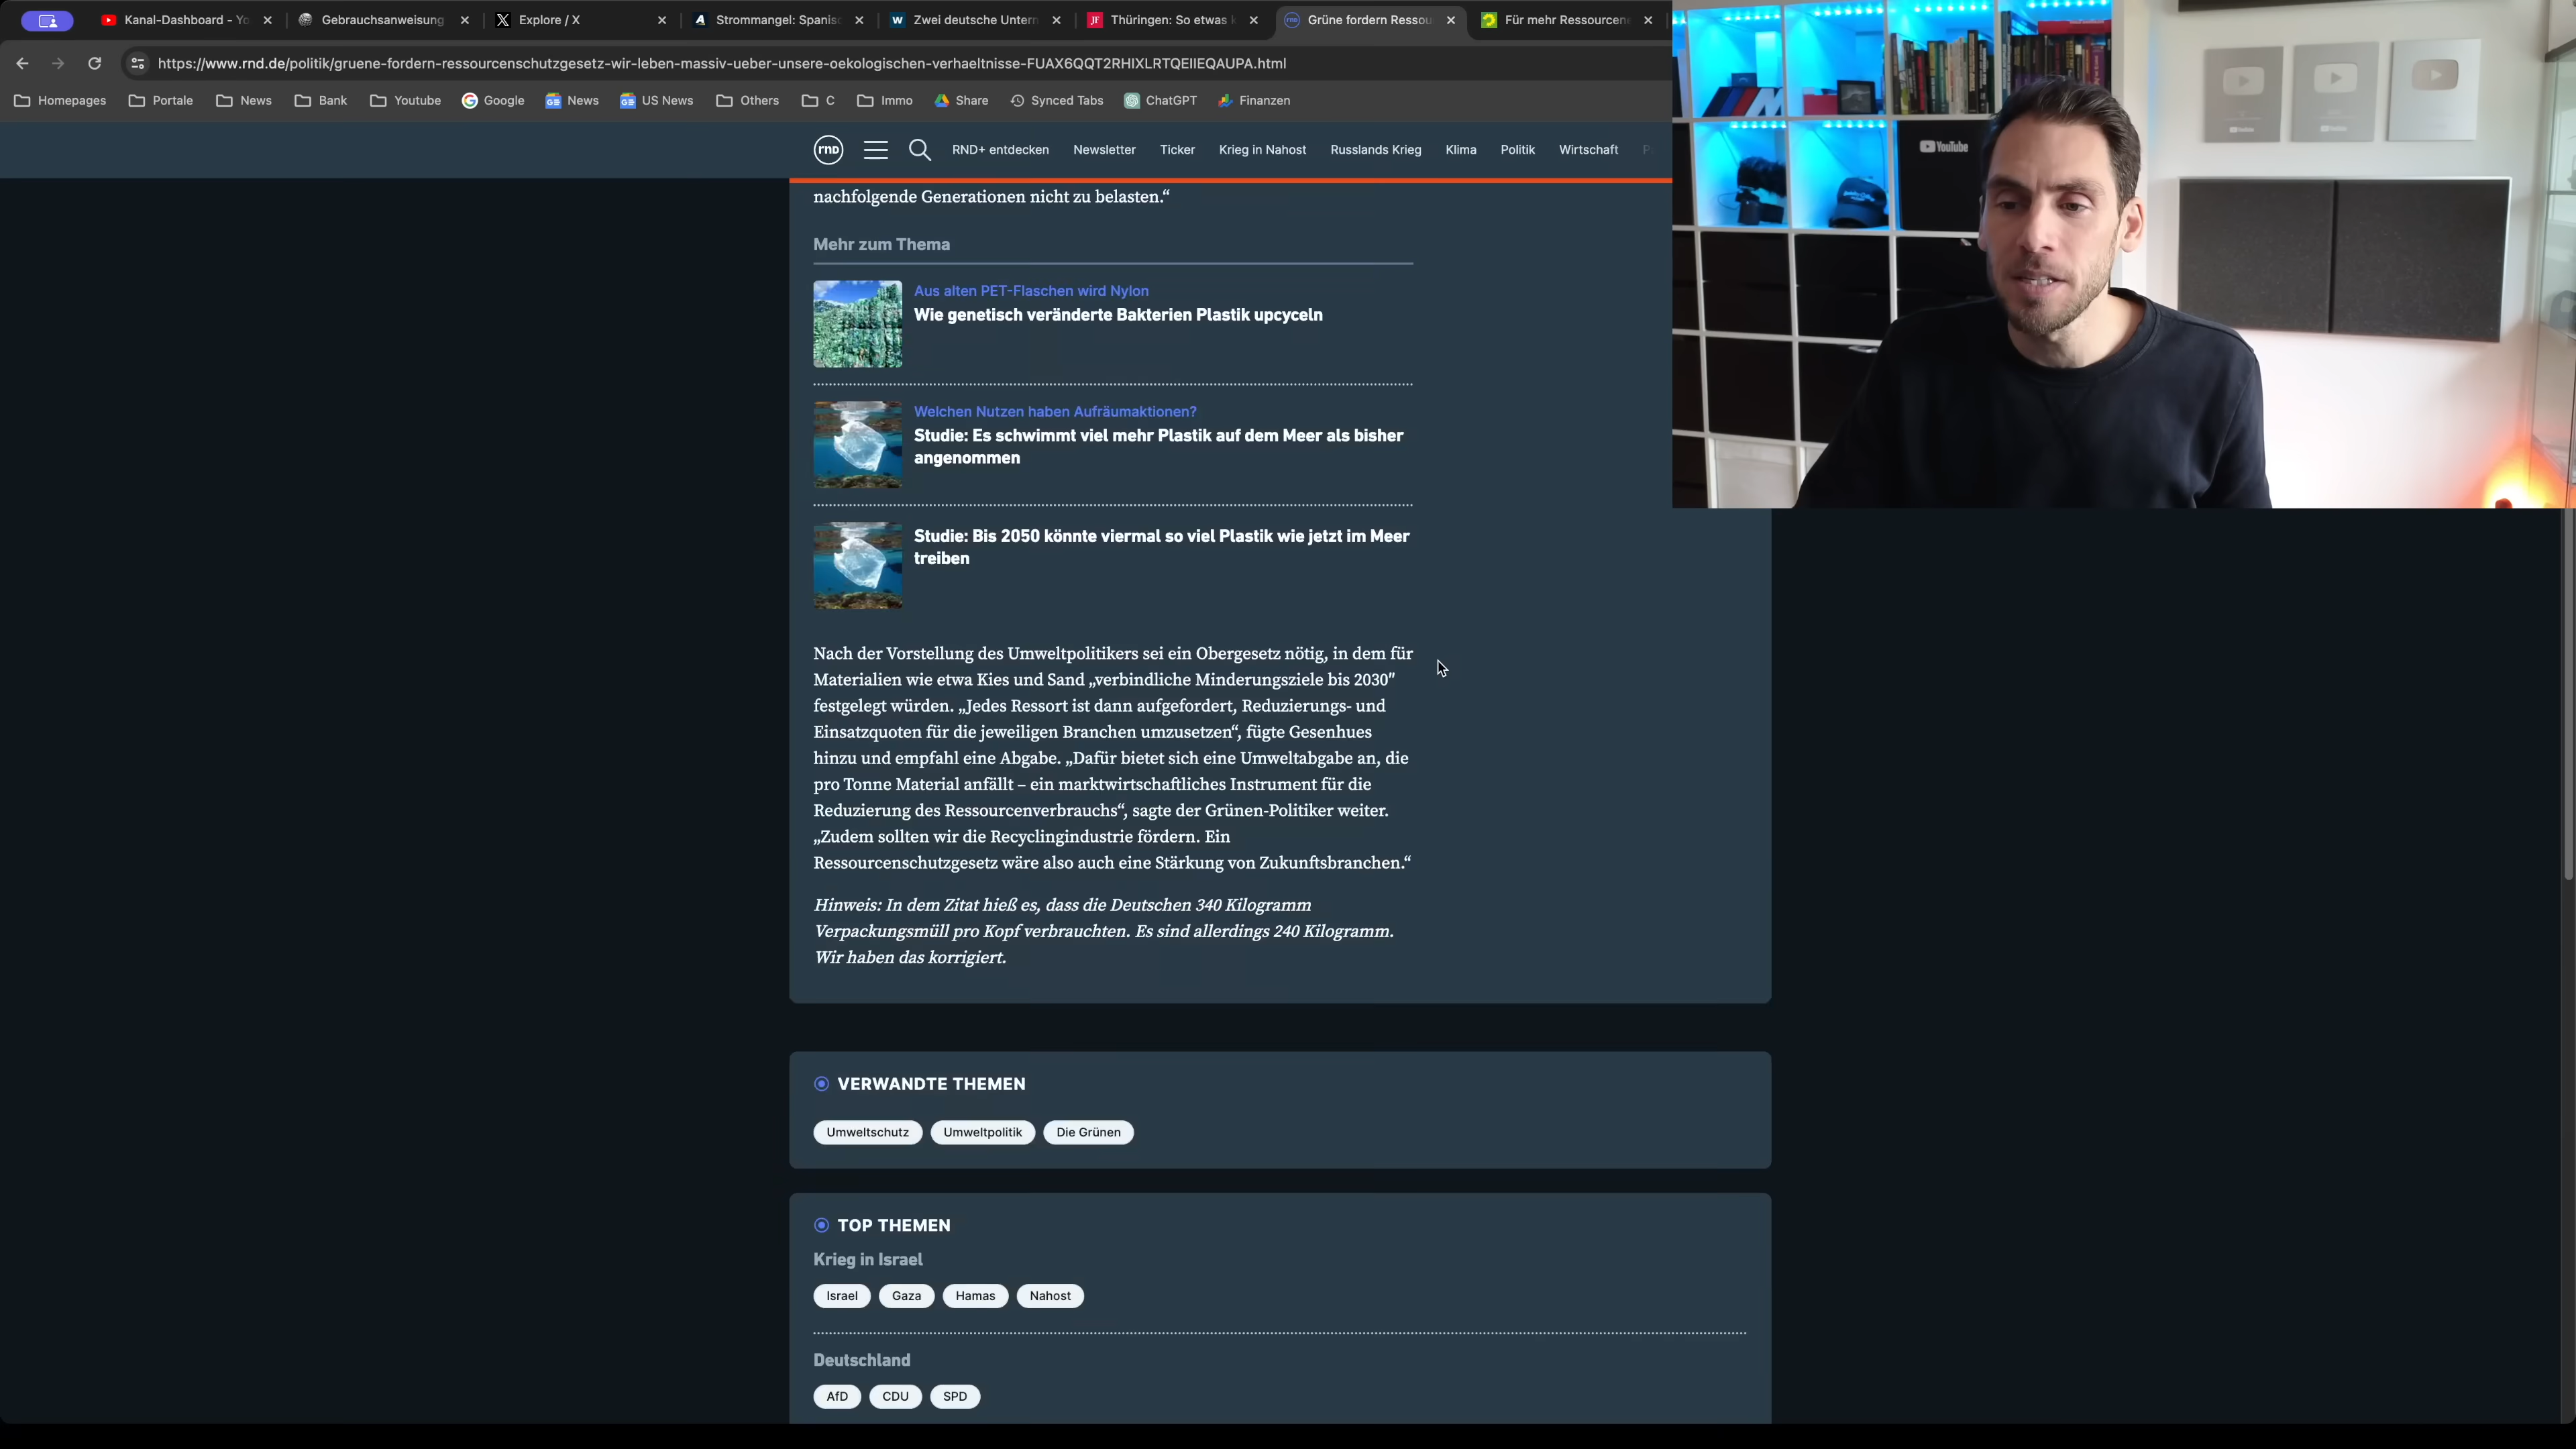 Kanal-Dashboard - Yo
Gebrauchsanweisung
Explore / X
Strommangel: Spanisc
Zwei deutsche Untern
Thüringen: So etwas k
Grüne fordern Ressou
Für mehr Ressourcene
https://www.rnd.de/politik/gruene-fordern-ressourcenschutzgesetz-wir-leben-massiv-ueber-unsere-oekologischen-verhaeltnisse-FUAX6QQT2RHIXLRTQEIIEQAUPA.html
Homepages Portale News Bank Youtube Google News US News Others C Immo Share Synced Tabs ChatGPT Finanzen
rnd RND+ entdecken Newsletter Ticker Krieg in Nahost Russlands Krieg Klima Politik Wirtschaft
YouTube
nachfolgende Generationen nicht zu belasten.“
Mehr zum Thema
Aus alten PET-Flaschen wird Nylon
Wie genetisch veränderte Bakterien Plastik upcyceln
Welchen Nutzen haben Aufräumaktionen?
Studie: Es schwimmt viel mehr Plastik auf dem Meer als bisher
angenommen
Studie: Bis 2050 könnte viermal so viel Plastik wie jetzt im Meer
treiben
Nach der Vorstellung des Umweltpolitikers sei ein Obergesetz nötig, in dem für
Materialien wie etwa Kies und Sand „verbindliche Minderungsziele bis 2030″
festgelegt würden. „Jedes Ressort ist dann aufgefordert, Reduzierungs- und
Einsatzquoten für die jeweiligen Branchen umzusetzen“, fügte Gesenhues
hinzu und empfahl eine Abgabe. „Dafür bietet sich eine Umweltabgabe an, die
pro Tonne Material anfällt – ein marktwirtschaftliches Instrument für die
Reduzierung des Ressourcenverbrauchs“, sagte der Grünen-Politiker weiter.
„Zudem sollten wir die Recyclingindustrie fördern. Ein
Ressourcenschutzgesetz wäre also auch eine Stärkung von Zukunftsbranchen.“
Hinweis: In dem Zitat hieß es, dass die Deutschen 340 Kilogramm
Verpackungsmüll pro Kopf verbrauchten. Es sind allerdings 240 Kilogramm.
Wir haben das korrigiert.
VERWANDTE THEMEN
Umweltschutz Umweltpolitik Die Grünen
TOP THEMEN
Krieg in Israel
Israel Gaza Hamas Nahost
Deutschland
AfD CDU SPD